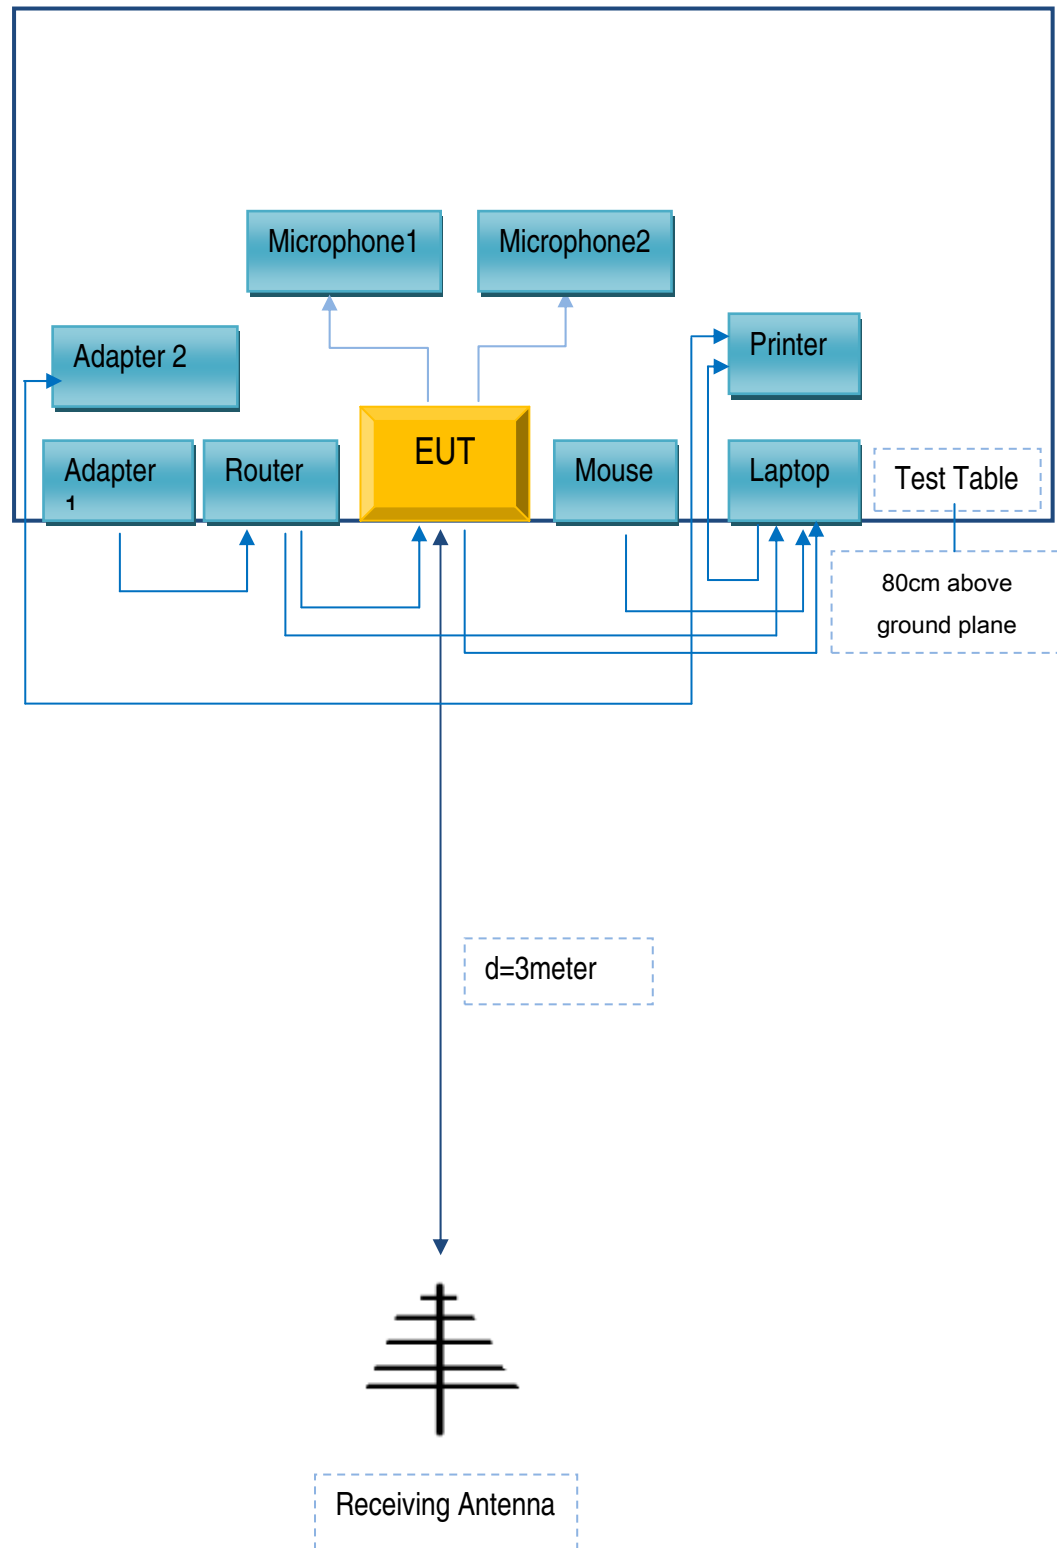 Microphone1
Microphone2
Adapter 2
Printer
Adapter
1
Router
EUT
Mouse
Laptop
Test Table
80cm above
ground plane
d=3meter
Receiving Antenna